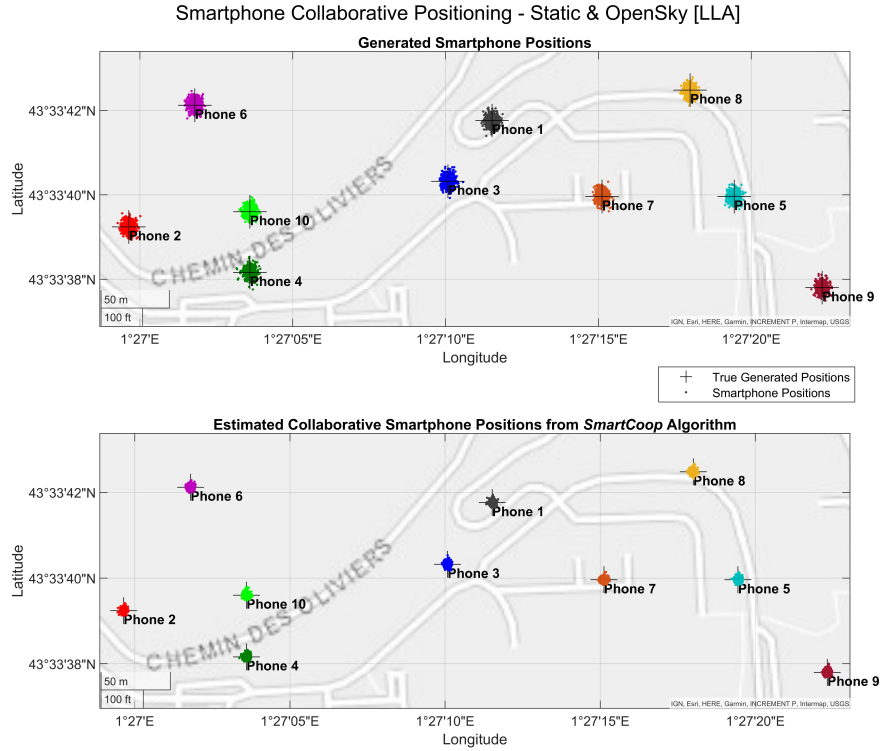 Smartphone Collaborative Positioning - Static & OpenSky [LLA]
Generated Smartphone Positions
43°33'42"N
43°33'40"N
43°33'38"N
Latitude
Phone 6
Phone 8
Phone 1
Phone 3
Phone 10
Phone 7
Phone 5
Phone 2
Phone 4
Phone 9
CHEMIN DES OLIVIERS
50 m
100 ft
IGN, Esri, HERE, Garmin, INCREMENT P, Intermap, USGS
1°27'E
1°27'05"E
1°27'10"E
1°27'15"E
1°27'20"E
Longitude
True Generated Positions
Smartphone Positions
Estimated Collaborative Smartphone Positions from SmartCoop Algorithm
43°33'42"N
43°33'40"N
43°33'38"N
Latitude
Phone 8
Phone 6
Phone 1
Phone 3
Phone 7
Phone 5
Phone 10
Phone 2
Phone 4
Phone 9
CHEMIN DES OLIVIERS
50 m
100 ft
IGN, Esri, HERE, Garmin, INCREMENT P, Intermap, USGS
1°27'E
1°27'05"E
1°27'10"E
1°27'15"E
1°27'20"E
Longitude